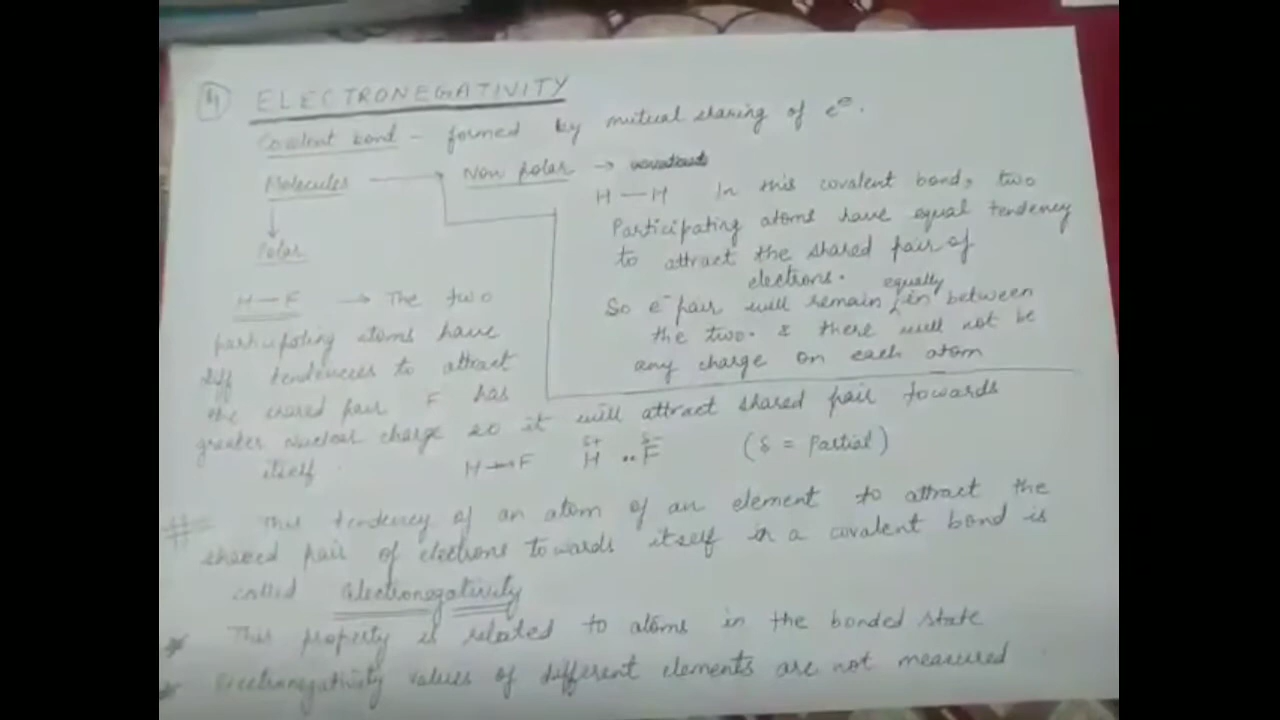 4) ELECTRONEGATIVITY
Covalent bond - formed by mutual sharing of e⊖.
Molecules → Non polar →
H — H In this covalent bond, two
Participating atoms have equal tendency
to attract the shared pair of
electrons.
So e⁻ pair will remain equally in between
the two. & there will not be
any charge on each atom
Polar
H — F → The two
participating atoms have
diff tendencies to attract
the shared pair F has
greater nuclear charge so it will attract shared pair towards
itself H — F δ+ H .. δ- F (δ = Partial)
# This tendency of an atom of an element to attract the
shared pair of electrons towards itself in a covalent bond is
called electronegativity
* This property is related to atoms in the bonded state
* Electronegativity values of different elements are not measured